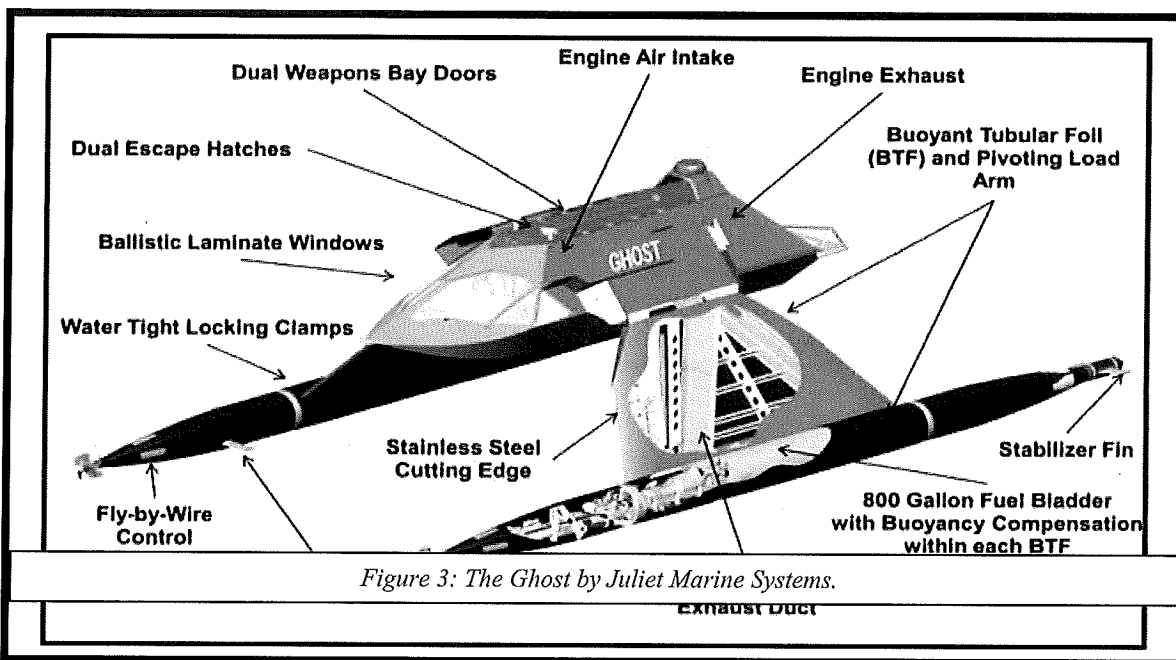 Engine Air Intake
Dual Weapons Bay Doors
Engine Exhaust
Buoyant Tubular Foil
(BTF) and Pivoting Load
Arm
Dual Escape Hatches
Ballistic Laminate Windows
GHOST
Water Tight Locking Clamps
Stainless Steel
Cutting Edge
Stabilizer Fin
Fly-by-Wire
Control
800 Gallon Fuel Bladder
with Buoyancy Compensation
within each BTF
Figure 3: The Ghost by Juliet Marine Systems.
Exhaust Duct